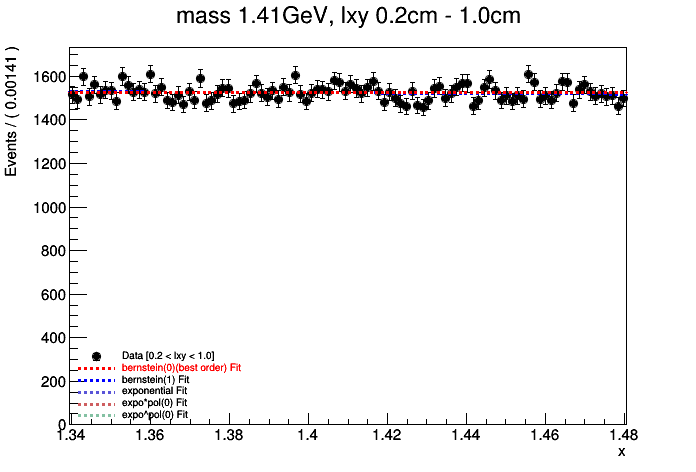 mass 1.41GeV, lxy 0.2cm - 1.0cm
Events / ( 0.00141 )
1600
1400
1200
1000
800
600
400
200
0
Data [0.2 < lxy < 1.0]
bernstein(0)(best order) Fit
bernstein(1) Fit
exponential Fit
expo*pol(0) Fit
expo^pol(0) Fit
1.34 1.36 1.38 1.4 1.42 1.44 1.46 1.48
x